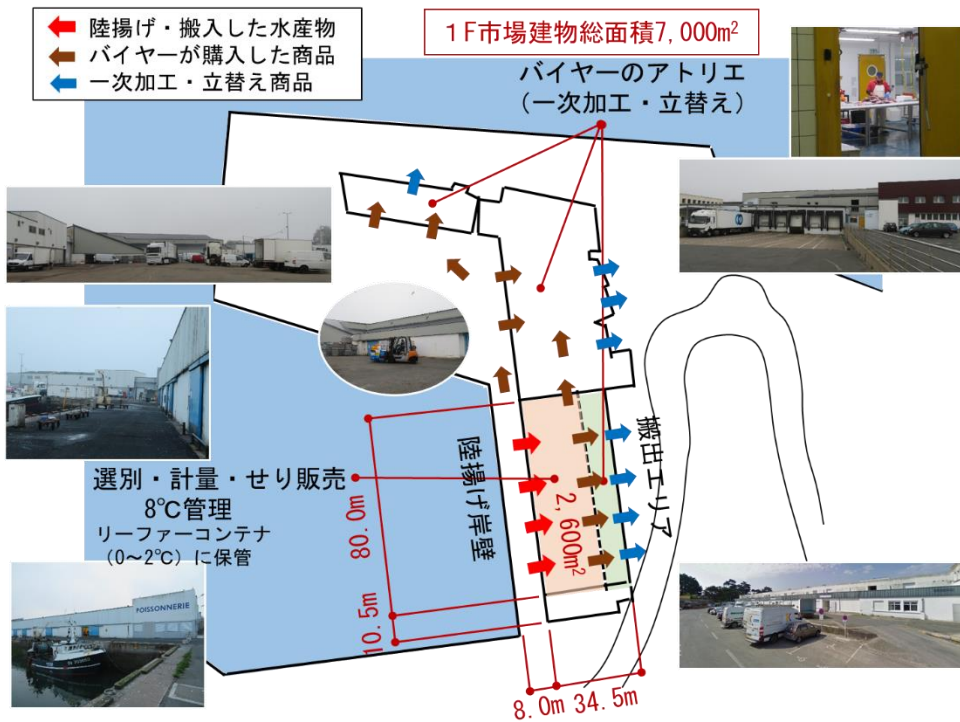 陸揚げ・搬入した水産物
バイヤーが購入した商品
一次加工・立替え商品
1F市場建物総面積7,000m²
バイヤーのアトリエ
(一次加工・立替え)
選別・計量・せり販売
8℃管理
リーファーコンテナ
(0~2℃)に保管
陸揚げ岸壁
搬出エリア
2,600m²
80.0m
10.5m
8.0m
34.5m
POISSONNERIE